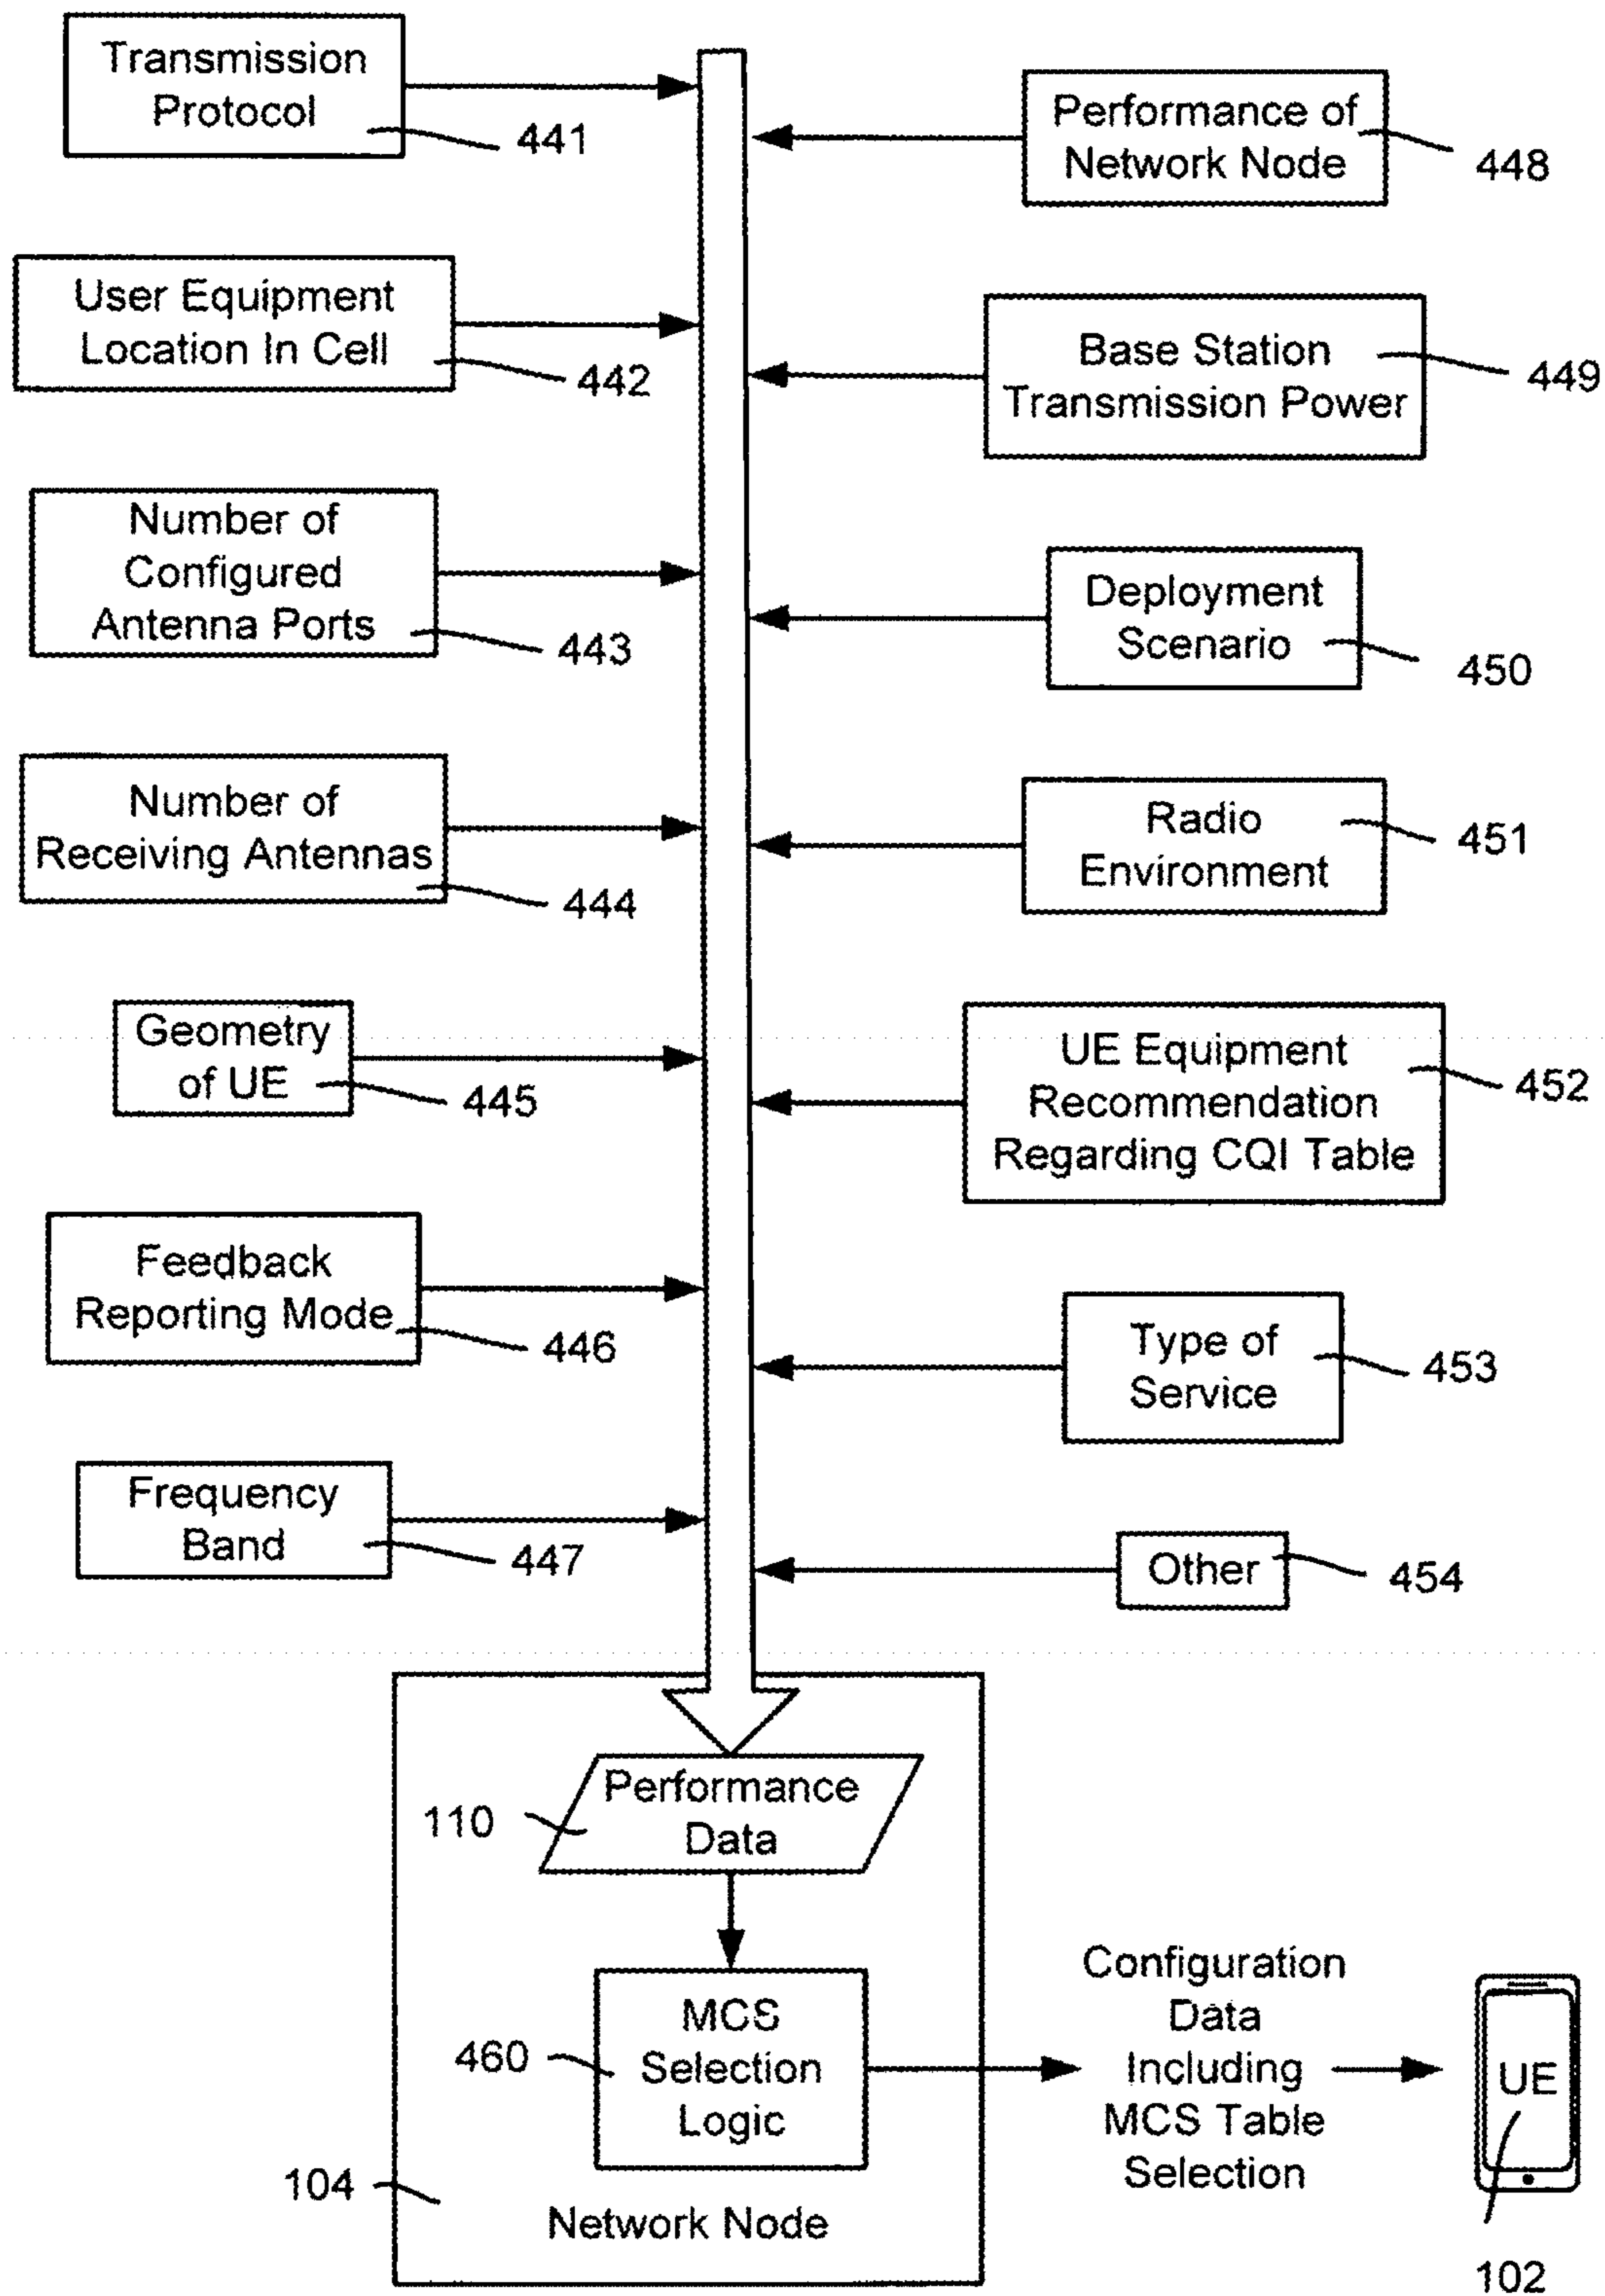 Transmission
Protocol
441
Performance of
Network Node
448
User Equipment
Location In Cell
442
Base Station
Transmission Power
449
Number of
Configured
Antenna Ports
443
Deployment
Scenario
450
Number of
Receiving Antennas
444
Radio
Environment
451
Geometry
of UE
445
UE Equipment
Recommendation
Regarding CQI Table
452
Feedback
Reporting Mode
446
Type of
Service
453
Frequency
Band
447
Other
454
Performance
Data
110
MCS
Selection
Logic
460
Configuration
Data
Including
MCS Table
Selection
UE
104
Network Node
102